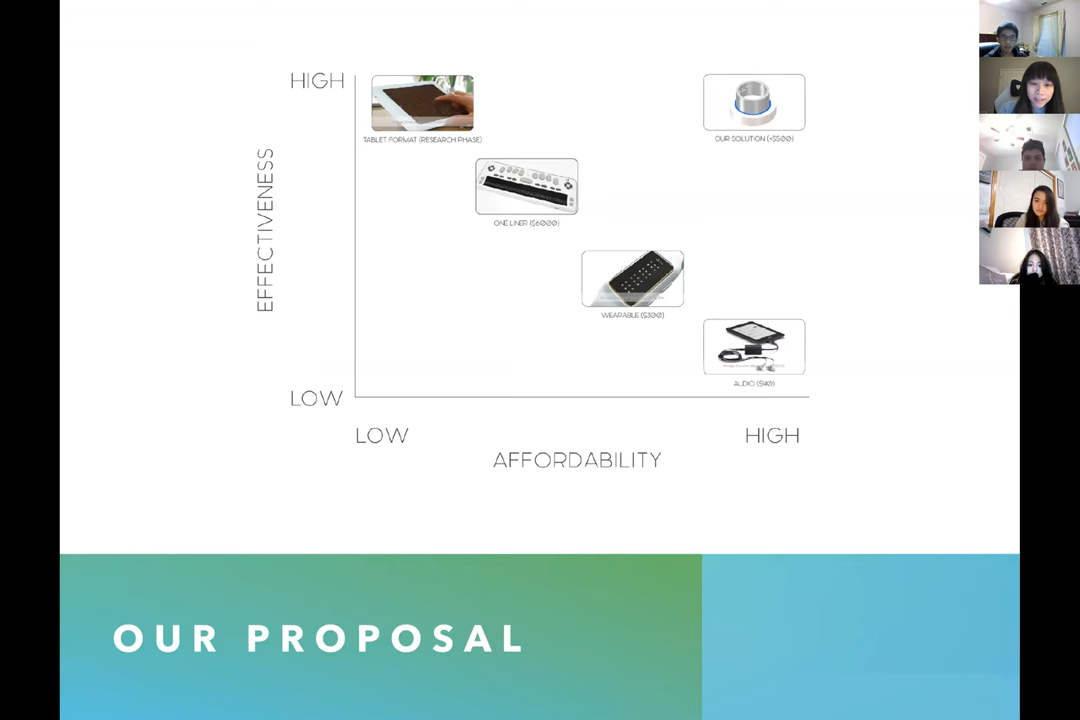 HIGH
TABLET FORMAT (RESEARCH PHASE)
OUR SOLUTION (<$500)
ONE LINER ($6000)
EFFECTIVENESS
WEARABLE ($300)
AUDIO ($140)
LOW
LOW
HIGH
AFFORDABILITY
OUR PROPOSAL